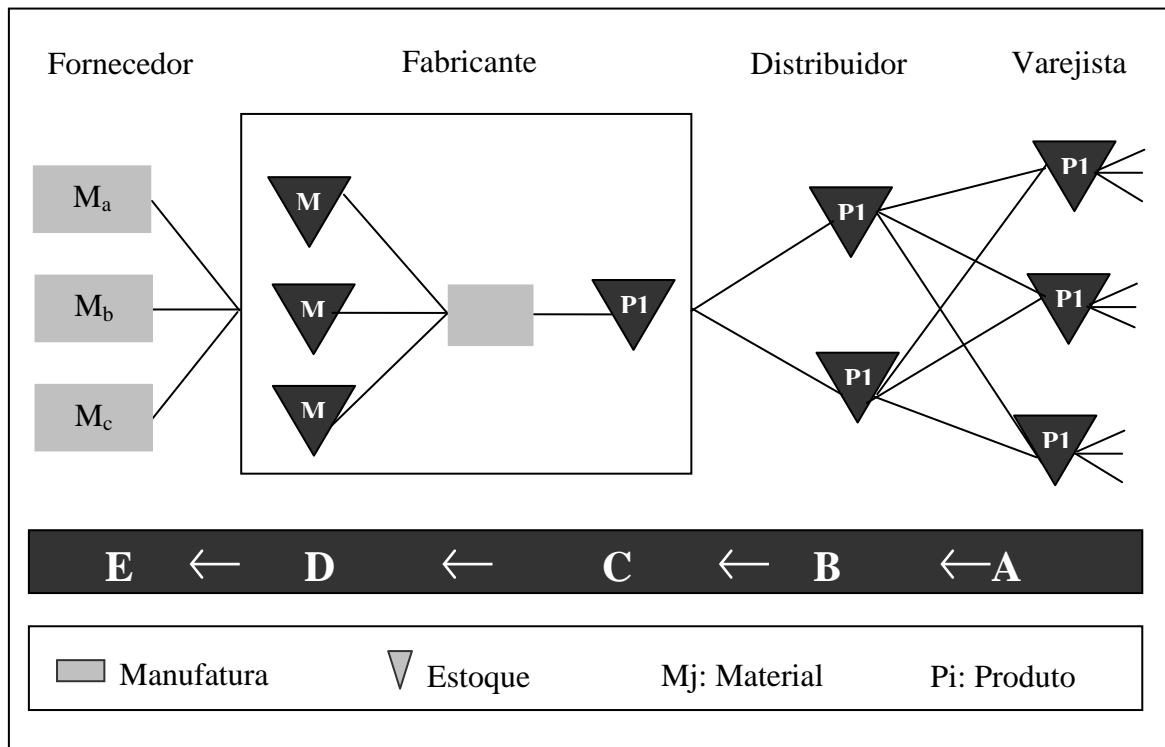 Fornecedor Fabricante Distribuidor Varejista
P1
Ma M P1
Mb M P1 P1
Mc M P1 P1
E ← D ← C ← B ← A
Manufatura Estoque Mj: Material Pi: Produto